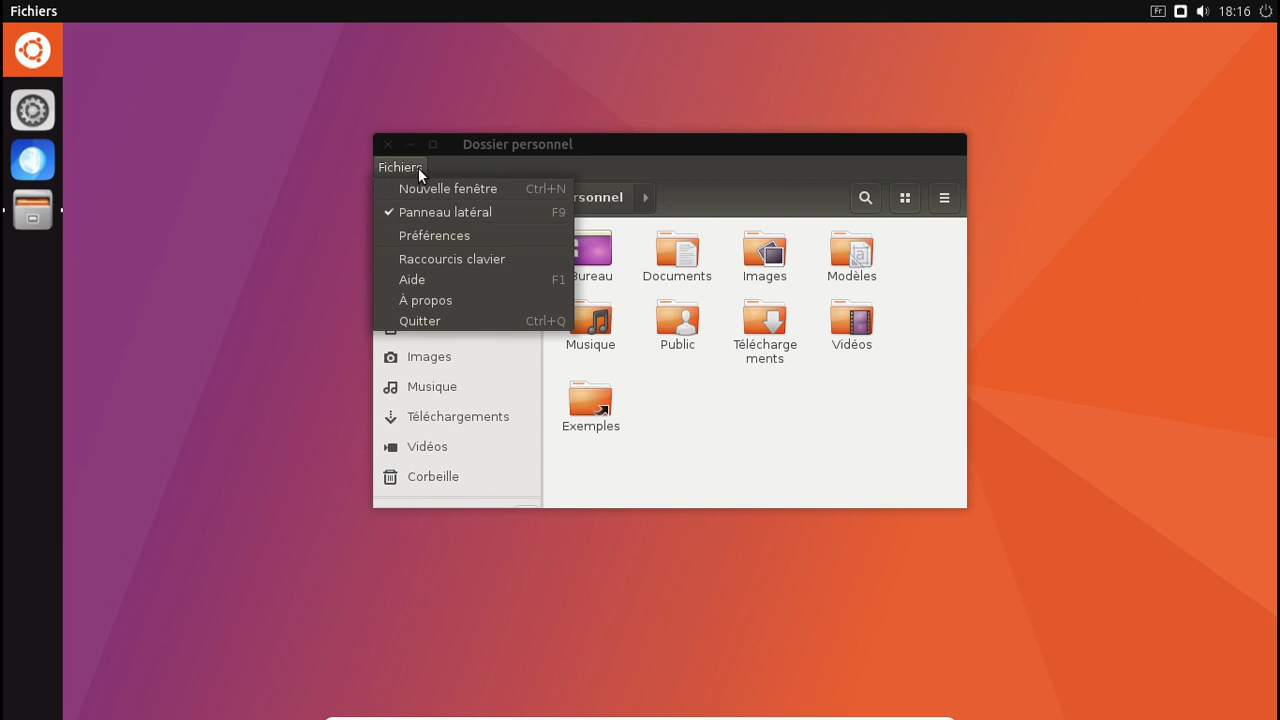 Fichiers
Fr
18:16
Dossier personnel
Fichiers
Nouvelle fenêtre Ctrl+N
Panneau latéral F9
Préférences
Raccourcis clavier
Aide F1
À propos
Quitter Ctrl+Q
rsonnel
Images
Musique
Téléchargements
Vidéos
Corbeille
Bureau
Documents
Images
Modèles
Musique
Public
Télécharge
ments
Vidéos
Exemples